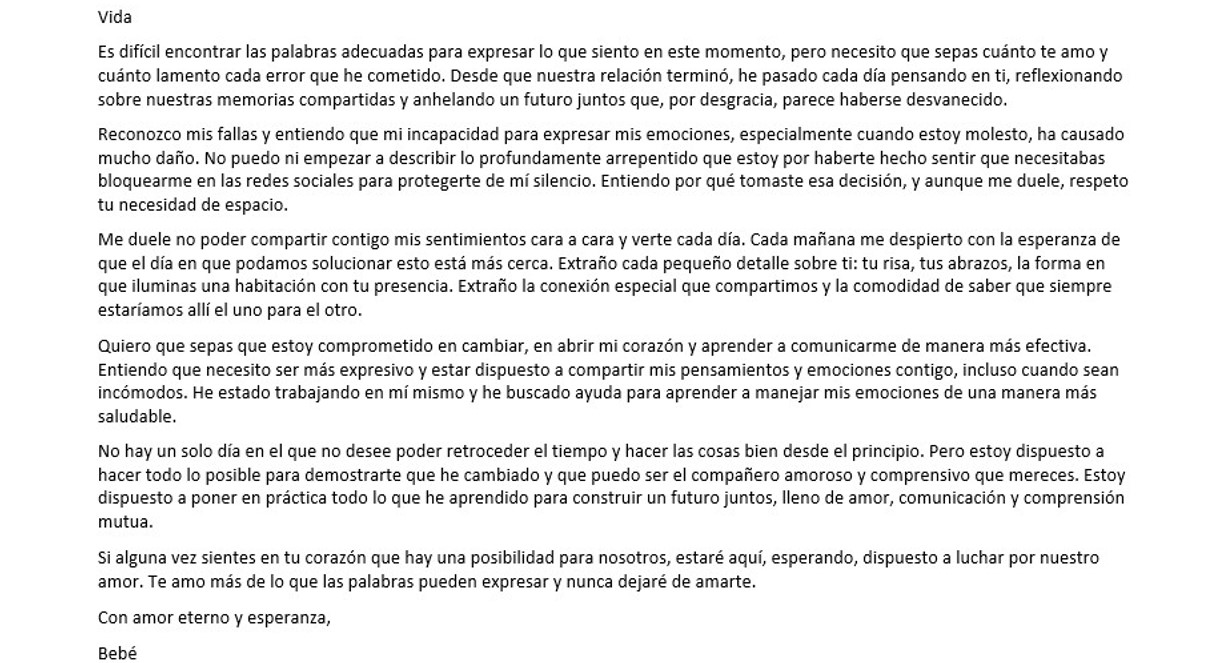 Vida
Es difícil encontrar las palabras adecuadas para expresar lo que siento en este momento, pero necesito que sepas cuánto te amo y
cuánto lamento cada error que he cometido. Desde que nuestra relación terminó, he pasado cada día pensando en ti, reflexionando
sobre nuestras memorias compartidas y anhelando un futuro juntos que, por desgracia, parece haberse desvanecido.
Reconozco mis fallas y entiendo que mi incapacidad para expresar mis emociones, especialmente cuando estoy molesto, ha causado
mucho daño. No puedo ni empezar a describir lo profundamente arrepentido que estoy por haberte hecho sentir que necesitabas
bloquearme en las redes sociales para protegerte de mí silencio. Entiendo por qué tomaste esa decisión, y aunque me duele, respeto
tu necesidad de espacio.
Me duele no poder compartir contigo mis sentimientos cara a cara y verte cada día. Cada mañana me despierto con la esperanza de
que el día en que podamos solucionar esto está más cerca. Extraño cada pequeño detalle sobre ti: tu risa, tus abrazos, la forma en
que iluminas una habitación con tu presencia. Extraño la conexión especial que compartimos y la comodidad de saber que siempre
estaríamos allí el uno para el otro.
Quiero que sepas que estoy comprometido en cambiar, en abrir mi corazón y aprender a comunicarme de manera más efectiva.
Entiendo que necesito ser más expresivo y estar dispuesto a compartir mis pensamientos y emociones contigo, incluso cuando sean
incómodos. He estado trabajando en mí mismo y he buscado ayuda para aprender a manejar mis emociones de una manera más
saludable.
No hay un solo día en el que no desee poder retroceder el tiempo y hacer las cosas bien desde el principio. Pero estoy dispuesto a
hacer todo lo posible para demostrarte que he cambiado y que puedo ser el compañero amoroso y comprensivo que mereces. Estoy
dispuesto a poner en práctica todo lo que he aprendido para construir un futuro juntos, lleno de amor, comunicación y comprensión
mutua.
Si alguna vez sientes en tu corazón que hay una posibilidad para nosotros, estaré aquí, esperando, dispuesto a luchar por nuestro
amor. Te amo más de lo que las palabras pueden expresar y nunca dejaré de amarte.
Con amor eterno y esperanza,
Bebé